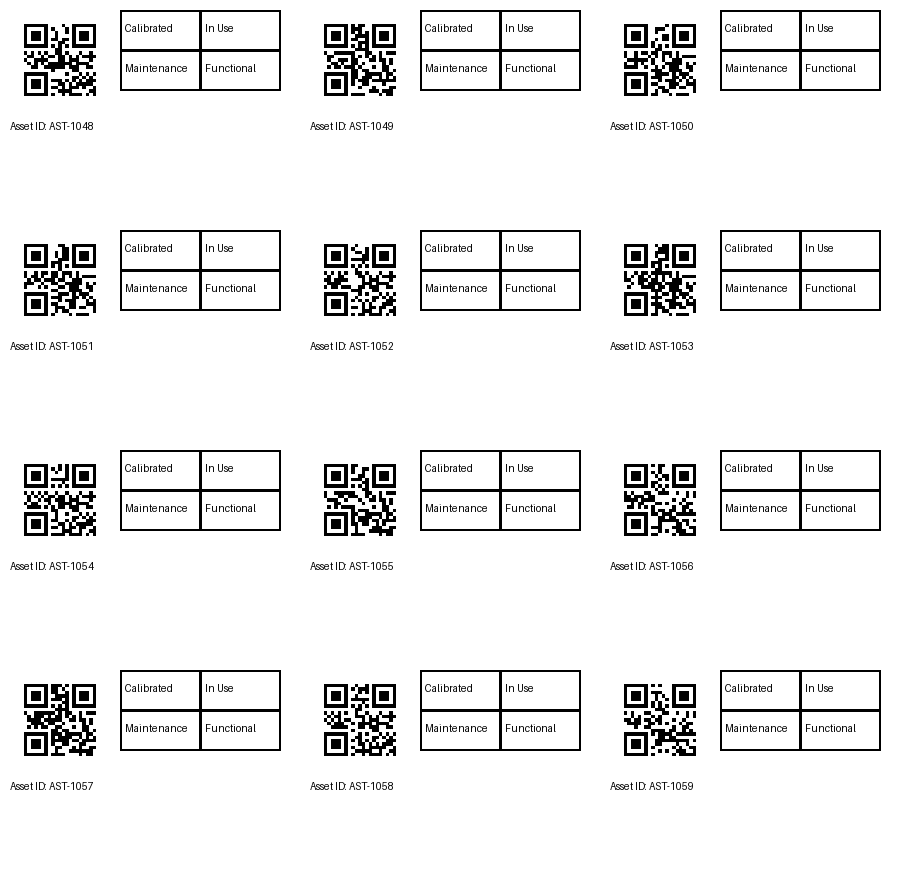 Calibrated In Use
Maintenance Functional
Asset ID: AST-1048
Calibrated In Use
Maintenance Functional
Asset ID: AST-1049
Calibrated In Use
Maintenance Functional
Asset ID: AST-1050
Calibrated In Use
Maintenance Functional
Asset ID: AST-1051
Calibrated In Use
Maintenance Functional
Asset ID: AST-1052
Calibrated In Use
Maintenance Functional
Asset ID: AST-1053
Calibrated In Use
Maintenance Functional
Asset ID: AST-1054
Calibrated In Use
Maintenance Functional
Asset ID: AST-1055
Calibrated In Use
Maintenance Functional
Asset ID: AST-1056
Calibrated In Use
Maintenance Functional
Asset ID: AST-1057
Calibrated In Use
Maintenance Functional
Asset ID: AST-1058
Calibrated In Use
Maintenance Functional
Asset ID: AST-1059